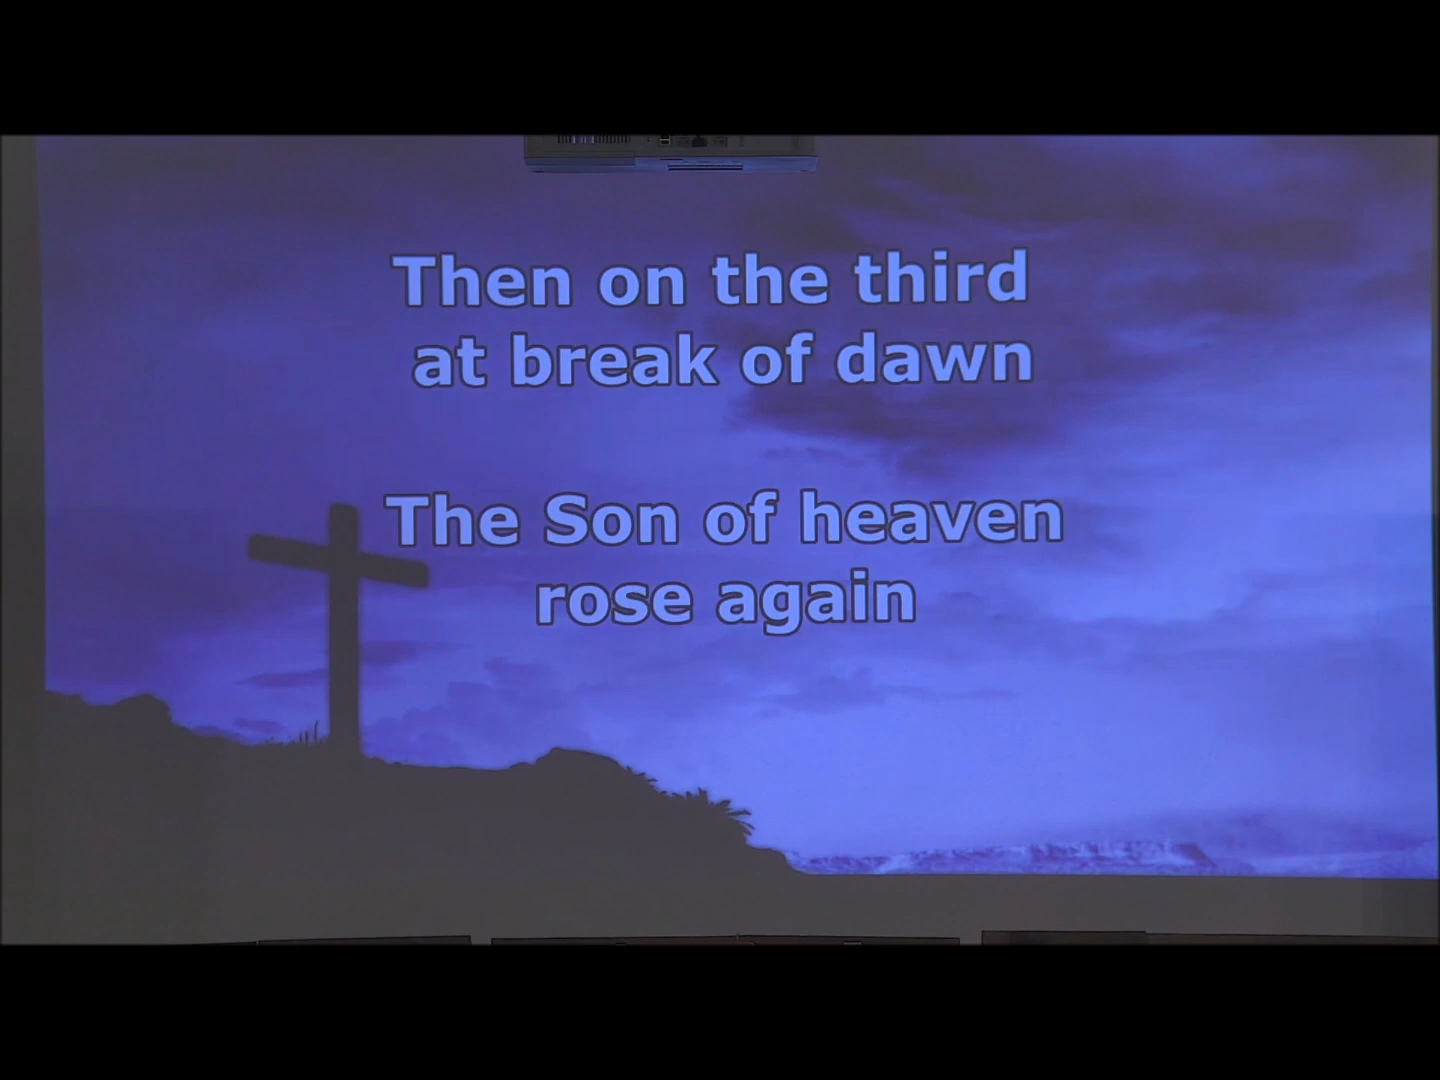 Then on the third
at break of dawn
The Son of heaven
rose again